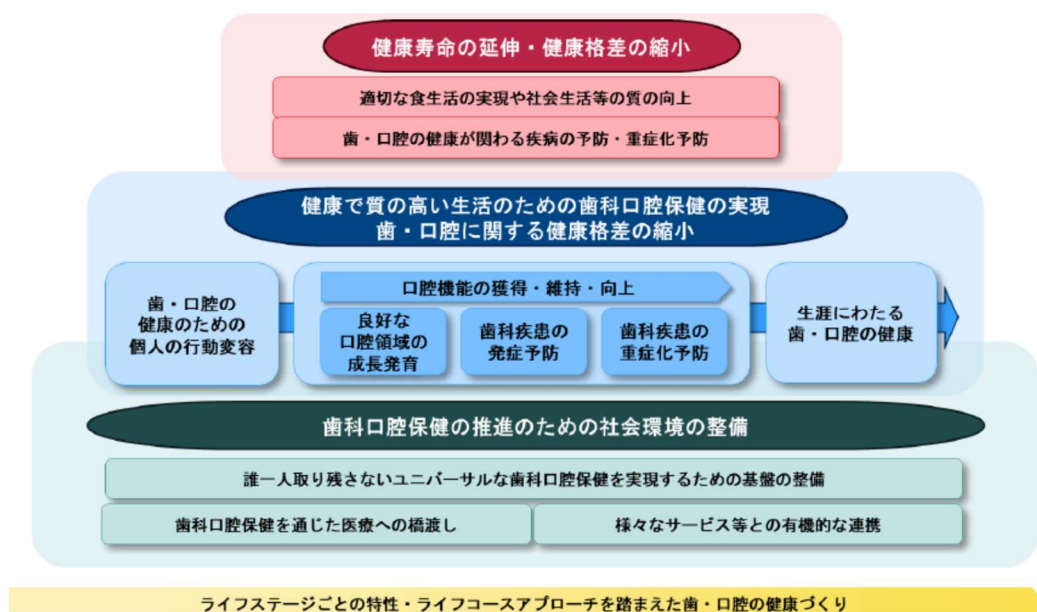 健康寿命の延伸・健康格差の縮小
適切な食生活の実現や社会生活等の質の向上
歯・口腔の健康が関わる疾病の予防・重症化予防
健康で質の高い生活のための歯科口腔保健の実現
歯・口腔に関する健康格差の縮小
歯・口腔の
健康のための
個人の行動変容
口腔機能の獲得・維持・向上
良好な
口腔領域の
成長発育
歯科疾患の
発症予防
歯科疾患の
重症化予防
生涯にわたる
歯・口腔の健康
歯科口腔保健の推進のための社会環境の整備
誰一人取り残さないユニバーサルな歯科口腔保健を実現するための基盤の整備
歯科口腔保健を通じた医療への橋渡し
様々なサービス等との有機的な連携
ライフステージごとの特性・ライフコースアプローチを踏まえた歯・口腔の健康づくり